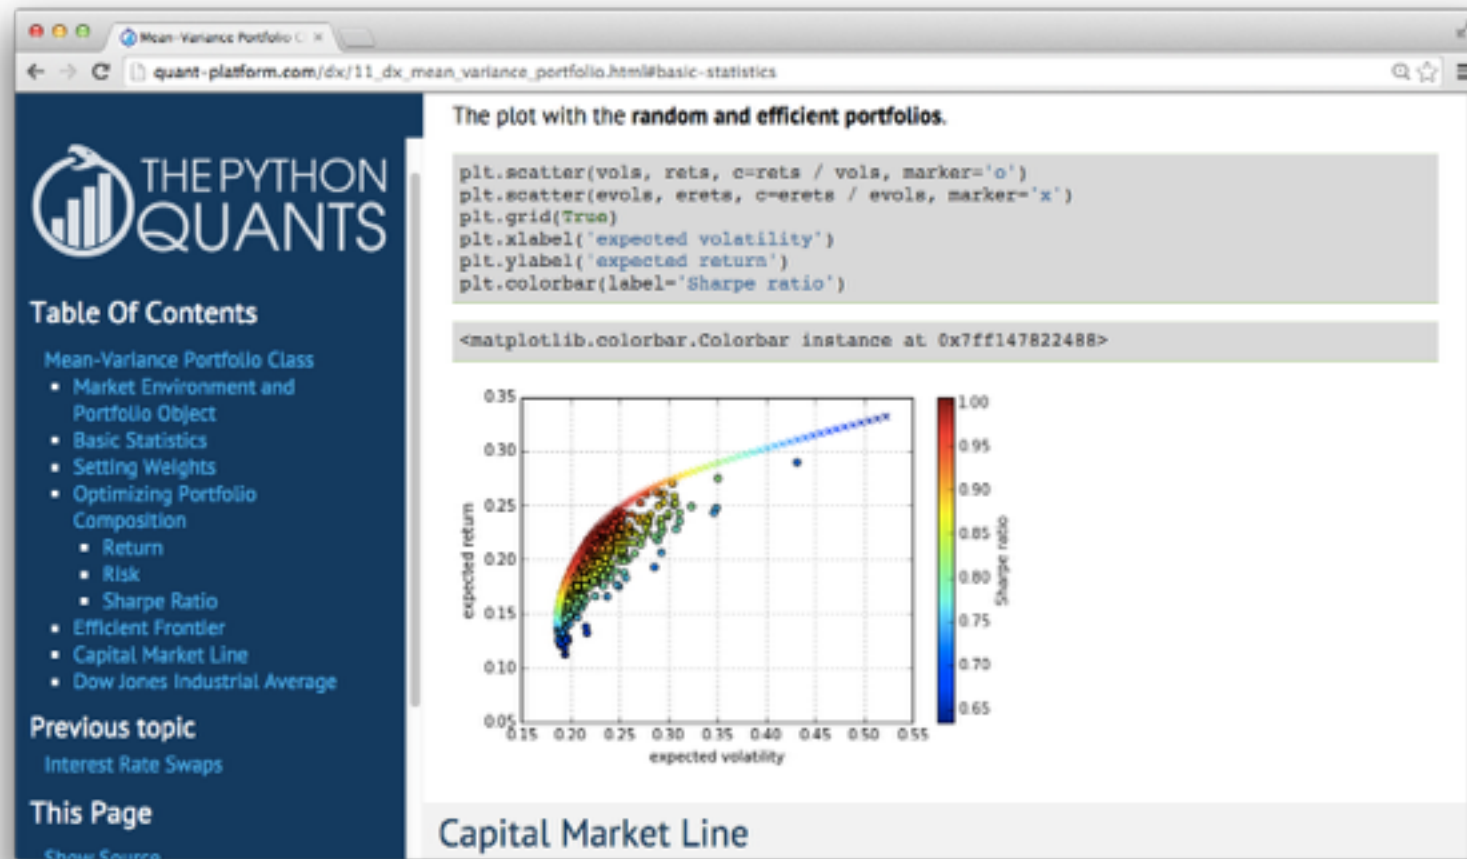 Mean-Variance Portfolio C
quant-platform.com/dx/11_dx_mean_variance_portfolio.html#basic-statistics
THE PYTHON
QUANTS
Table Of Contents
Mean-Variance Portfolio Class
Market Environment and
Portfolio Object
Basic Statistics
Setting Weights
Optimizing Portfolio
Composition
Return
Risk
Sharpe Ratio
Efficient Frontier
Capital Market Line
Dow Jones Industrial Average
Previous topic
Interest Rate Swaps
This Page
Show Source
The plot with the random and efficient portfolios.
plt.scatter(vols, rets, c=rets / vols, marker='o')
plt.scatter(evols, erets, c=erets / evols, marker='x')
plt.grid(True)
plt.xlabel('expected volatility')
plt.ylabel('expected return')
plt.colorbar(label='Sharpe ratio')
<matplotlib.colorbar.Colorbar instance at 0x7ff147822488>
expected return
0.35
0.30
0.25
0.20
0.15
0.10
0.05
0.15 0.20 0.25 0.30 0.35 0.40 0.45 0.50 0.55
expected volatility
1.00
0.95
0.90
0.85
0.80
0.75
0.70
0.65
Sharpe ratio
Capital Market Line